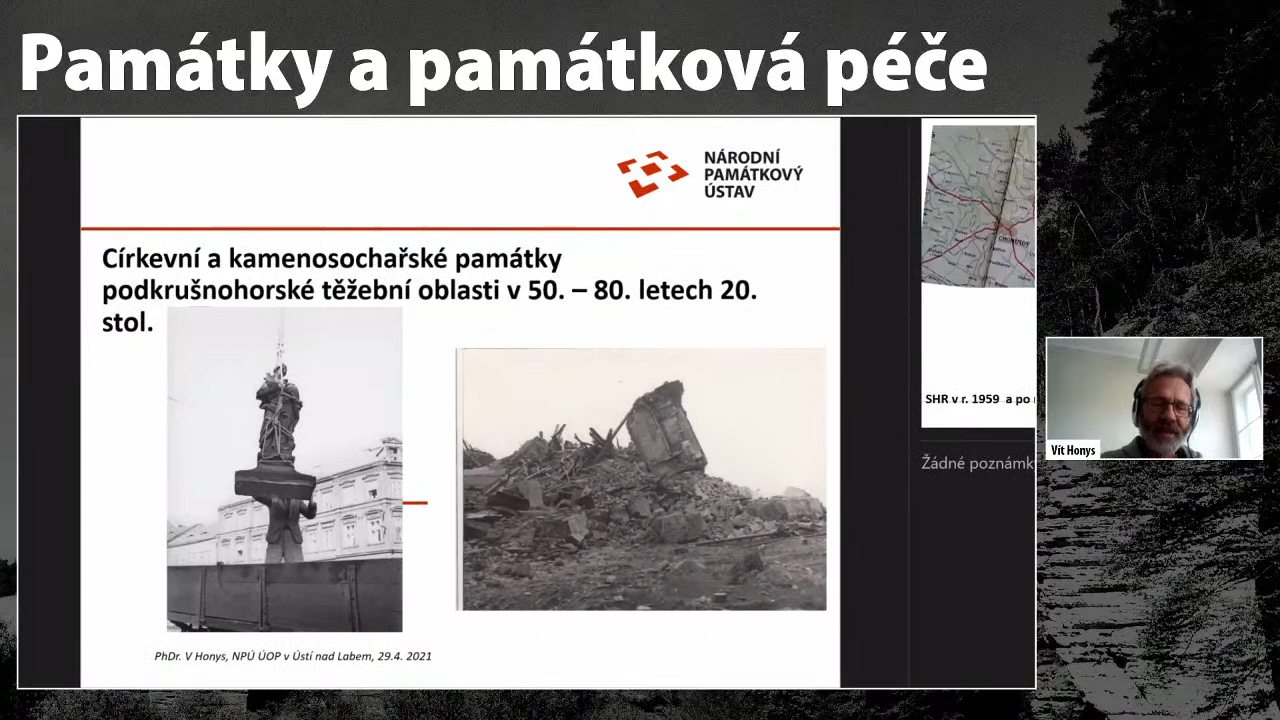 Památky a památková péče
NÁRODNÍ
PAMÁTKOVÝ
ÚSTAV
Církevní a kamenosochařské památky
podkrušnohorské těžební oblasti v 50. – 80. letech 20.
stol.
PhDr. V Honys, NPÚ ÚOP v Ústí nad Labem, 29.4. 2021
CHOMUTOV
SHR v r. 1959 a po
Žádné poznámk
Vít Honys